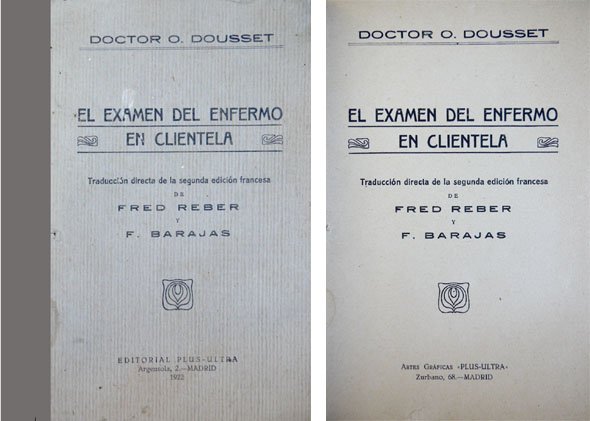 DOCTOR O. DOUSSET
EL EXAMEN DEL ENFERMO
EN CLIENTELA
Traducción directa de la segunda edición francesa
DE
FRED REBER
Y
F. BARAJAS
EDITORIAL PLUS-ULTRA
Argensola, 2.—MADRID
1922
DOCTOR O. DOUSSET
EL EXAMEN DEL ENFERMO
EN CLIENTELA
Traducción directa de la segunda edición francesa
DE
FRED REBER
Y
F. BARAJAS
ARTES GRÁFICAS «PLUS-ULTRA»
Zurbano, 68.—MADRID